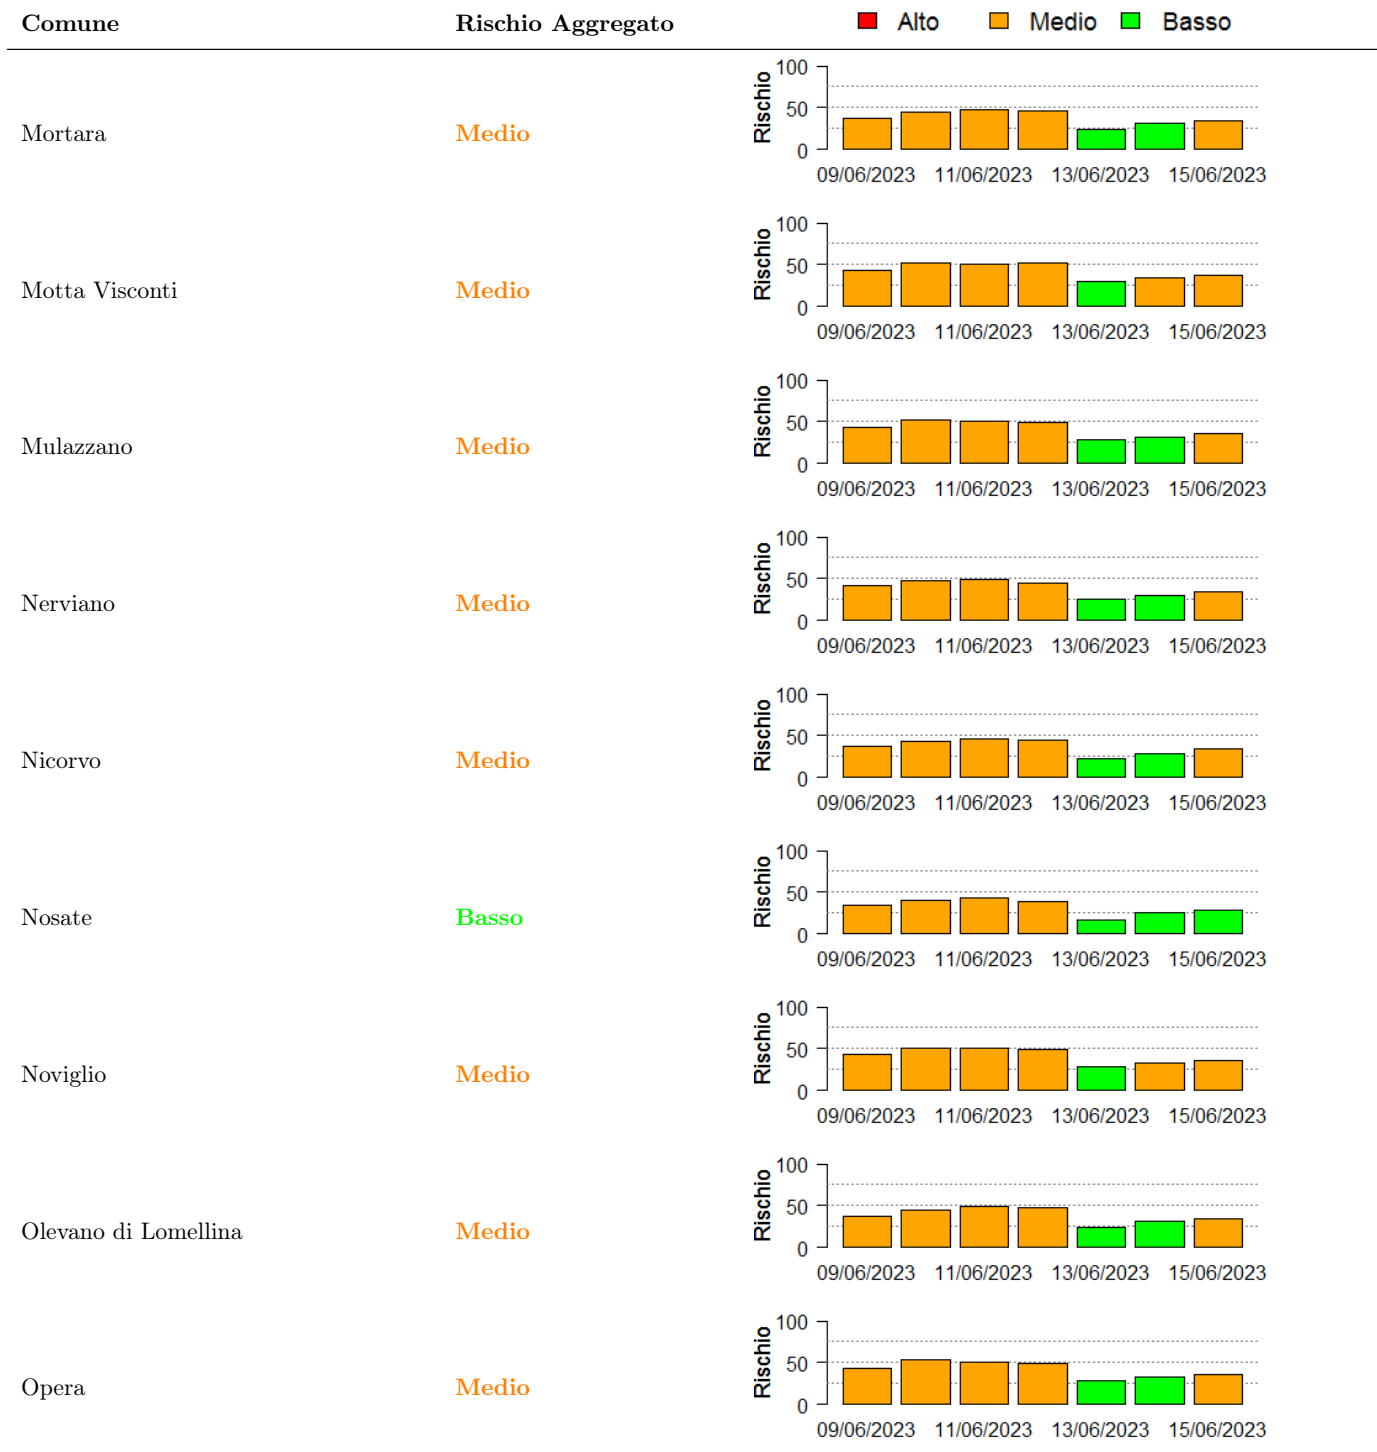 Comune Rischio Aggregato Alto Medio Basso
100
50
0
Rischio
Mortara Medio
09/06/2023 11/06/2023 13/06/2023 15/06/2023
100
50
0
Rischio
Motta Visconti Medio
09/06/2023 11/06/2023 13/06/2023 15/06/2023
100
50
0
Rischio
Mulazzano Medio
09/06/2023 11/06/2023 13/06/2023 15/06/2023
100
50
0
Rischio
Nerviano Medio
09/06/2023 11/06/2023 13/06/2023 15/06/2023
100
50
0
Rischio
Nicorvo Medio
09/06/2023 11/06/2023 13/06/2023 15/06/2023
100
50
0
Rischio
Nosate Basso
09/06/2023 11/06/2023 13/06/2023 15/06/2023
100
50
0
Rischio
Noviglio Medio
09/06/2023 11/06/2023 13/06/2023 15/06/2023
100
50
0
Rischio
Olevano di Lomellina Medio
09/06/2023 11/06/2023 13/06/2023 15/06/2023
100
50
0
Rischio
Opera Medio
09/06/2023 11/06/2023 13/06/2023 15/06/2023